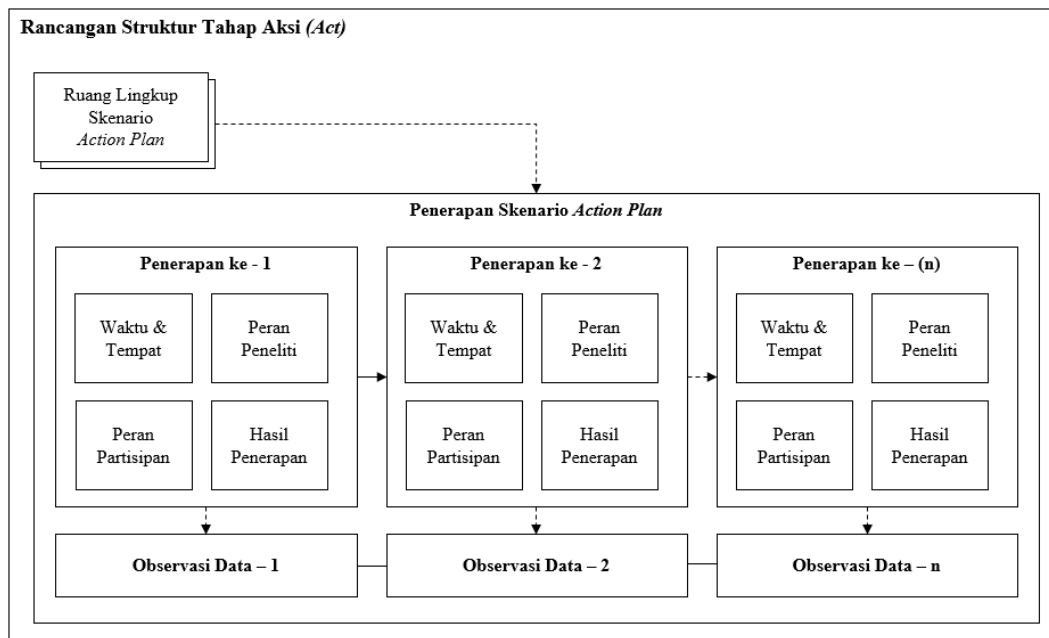 Rancangan Struktur Tahap Aksi (Act)
Ruang Lingkup
Skenario
Action Plan
Penerapan Skenario Action Plan
Penerapan ke - 1
Waktu &
Tempat
Peran
Peneliti
Peran
Partisipan
Hasil
Penerapan
Penerapan ke - 2
Waktu &
Tempat
Peran
Peneliti
Peran
Partisipan
Hasil
Penerapan
Penerapan ke – (n)
Waktu &
Tempat
Peran
Peneliti
Peran
Partisipan
Hasil
Penerapan
Observasi Data – 1
Observasi Data – 2
Observasi Data – n